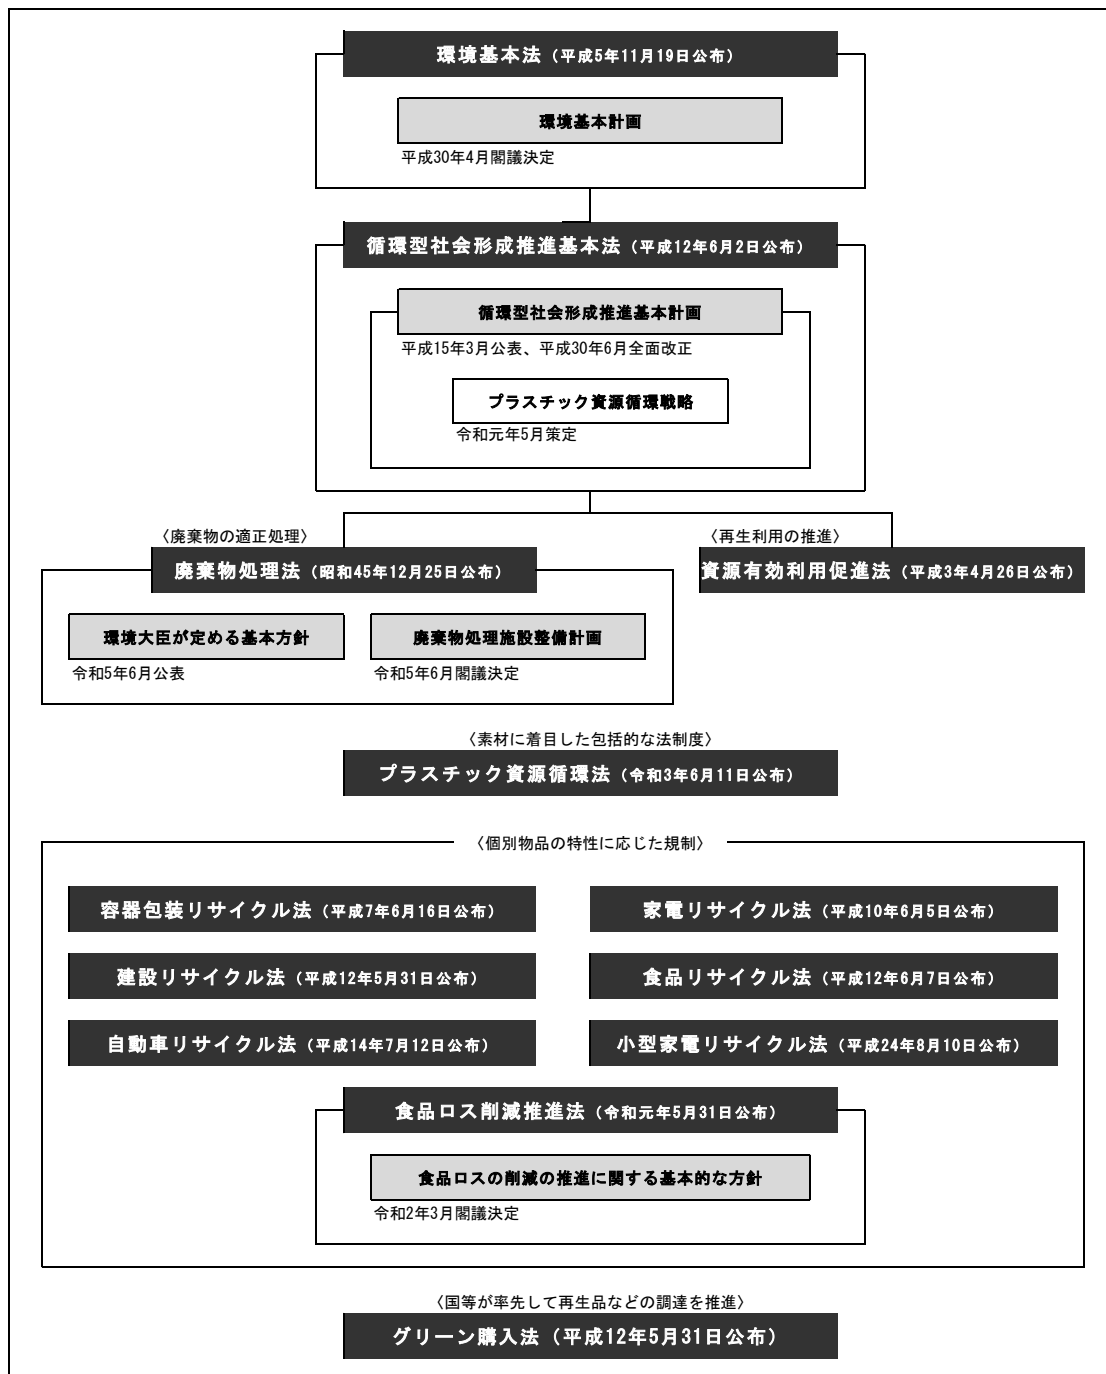 環境基本法（平成5年11月19日公布）
環境基本計画
平成30年4月閣議決定
循環型社会形成推進基本法（平成12年6月2日公布）
循環型社会形成推進基本計画
平成15年3月公表、平成30年6月全面改正
プラスチック資源循環戦略
令和元年5月策定
〈廃棄物の適正処理〉
〈再生利用の推進〉
廃棄物処理法（昭和45年12月25日公布）
資源有効利用促進法（平成3年4月26日公布）
環境大臣が定める基本方針
廃棄物処理施設整備計画
令和5年6月公表
令和5年6月閣議決定
〈素材に着目した包括的な法制度〉
プラスチック資源循環法（令和3年6月11日公布）
〈個別物品の特性に応じた規制〉
容器包装リサイクル法（平成7年6月16日公布）
家電リサイクル法（平成10年6月5日公布）
建設リサイクル法（平成12年5月31日公布）
食品リサイクル法（平成12年6月7日公布）
自動車リサイクル法（平成14年7月12日公布）
小型家電リサイクル法（平成24年8月10日公布）
食品ロス削減推進法（令和元年5月31日公布）
食品ロスの削減の推進に関する基本的な方針
令和2年3月閣議決定
〈国等が率先して再生品などの調達を推進〉
グリーン購入法（平成12年5月31日公布）